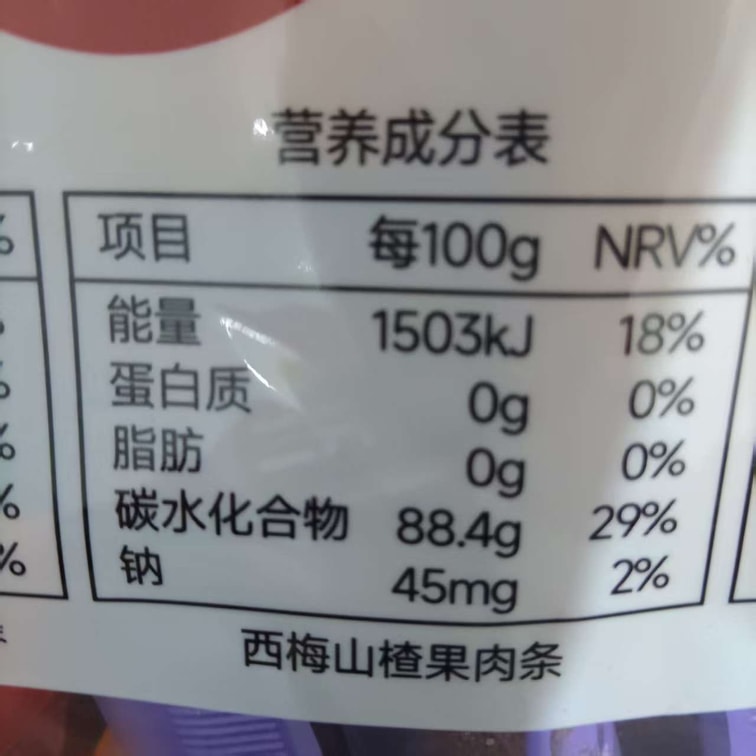 营养成分表
项目 每100g NRV%
能量 1503kJ 18%
蛋白质 0g 0%
脂肪 0g 0%
碳水化合物 88.4g 29%
钠 45mg 2%
西梅山楂果肉条